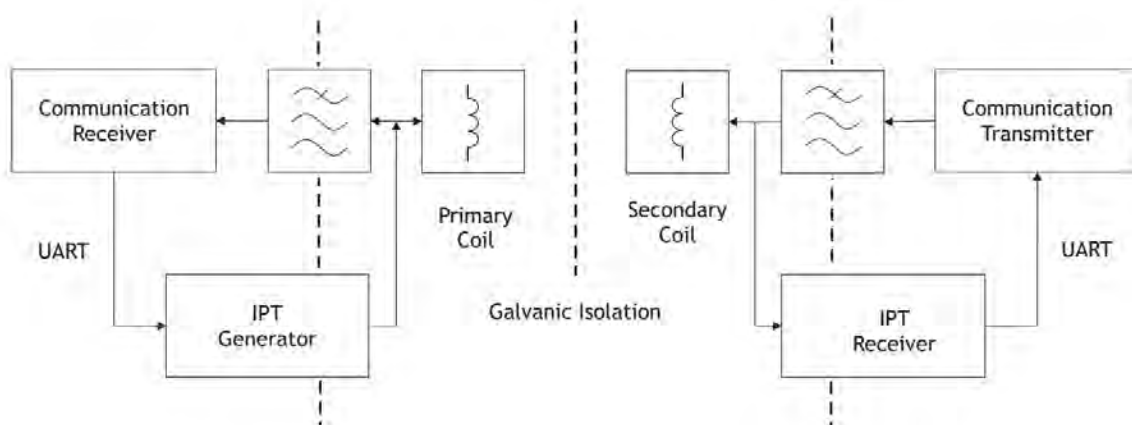 Communication
Receiver
Communication
Transmitter
Primary
Coil
Secondary
Coil
UART
UART
IPT
Generator
Galvanic Isolation
IPT
Receiver